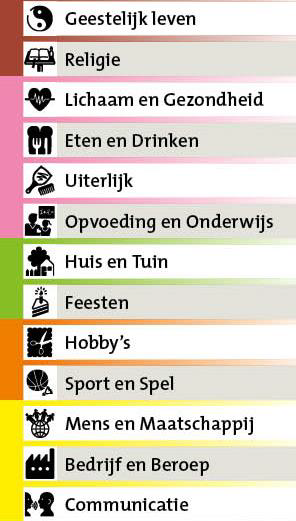 Geestelijk leven
Religie
Lichaam en Gezondheid
Eten en Drinken
Uiterlijk
Opvoeding en Onderwijs
Huis en Tuin
Feesten
Hobby's
Sport en Spel
Mens en Maatschappij
Bedrijf en Beroep
Communicatie